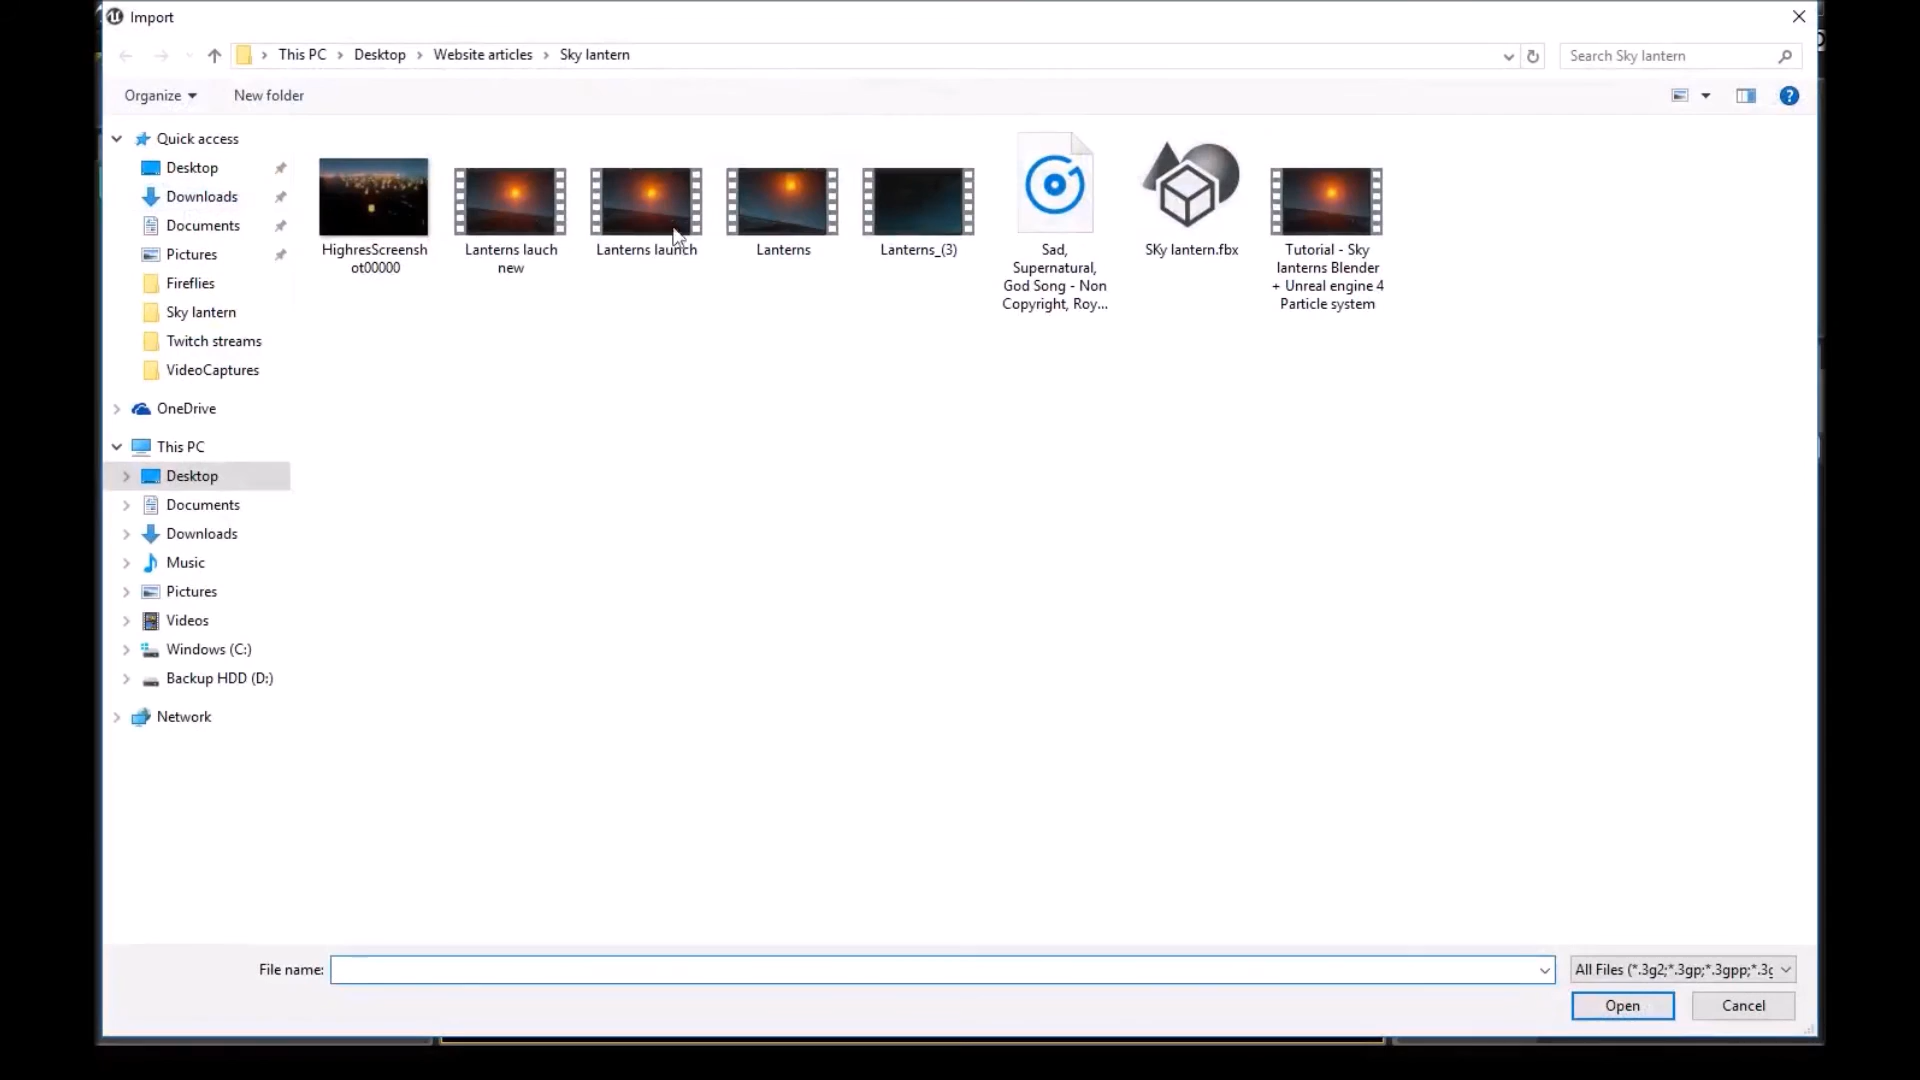 Import
This PC > Desktop > Website articles > Sky lantern
Search Sky lantern
Organize
New folder
Quick access
Desktop
Downloads
Documents
Pictures
Fireflies
Sky lantern
Twitch streams
VideoCaptures
OneDrive
This PC
Desktop
Documents
Downloads
Music
Pictures
Videos
Windows (C:)
Backup HDD (D:)
Network
HighresScreensh
ot00000
Lanterns lauch
new
Lanterns launch
Lanterns
Lanterns_(3)
Sad,
Supernatural,
God Song - Non
Copyright, Roy...
SKy lantern.fbx
Tutorial - Sky
lanterns Blender
+ Unreal engine 4
Particle system
File name:
All Files (*.3g2;*.3gp;*.3gpp;*.3g
Open
Cancel